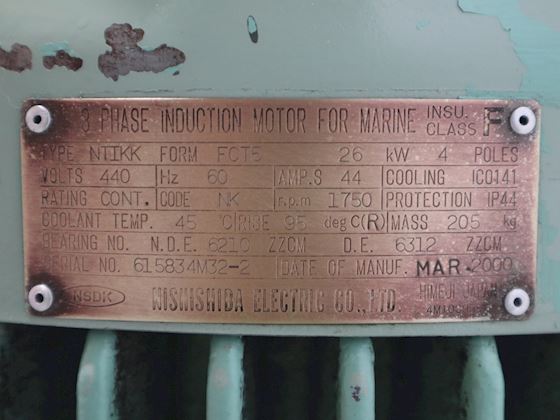 3 PHASE INDUCTION MOTOR FOR MARINE INSU. CLASS F
TYPE NTIKK FORM FCT5 26 kW 4 POLES
VOLTS 440 Hz 60 AMP.S 44 COOLING IC0141
RATING CONT. CODE NK r.p.m 1750 PROTECTION IP44
COOLANT TEMP. 45 °C RISE 95 deg C(R) MASS 205 kg
BEARING NO. N.D.E. 6210 ZZCM D.E. 6312 ZZCM
SERIAL NO. 615834M32-2 DATE OF MANUF. MAR.2000
NSDK NISHISHIDA ELECTRIC CO.,LTD. HIMEJI JAPAN